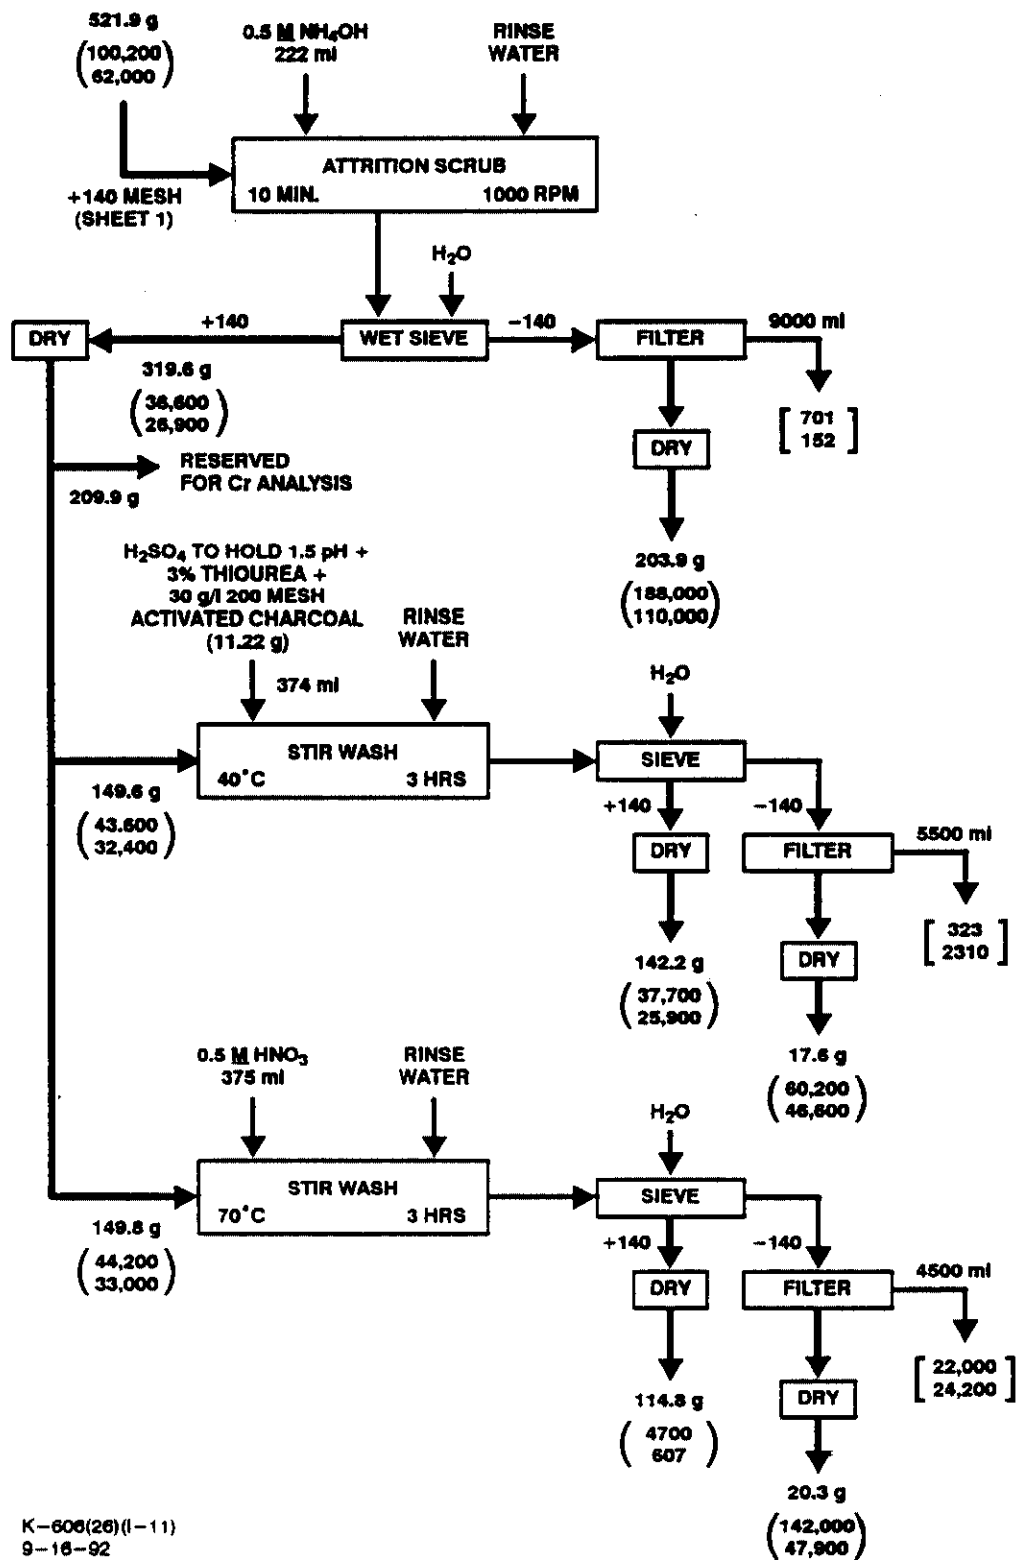 521.9 g
(100,200
62,000)
0.5 M NH₄OH
222 ml
RINSE
WATER
+140 MESH
(SHEET 1)
ATTRITION SCRUB
10 MIN. 1000 RPM
H₂O
DRY
+140
WET SIEVE
-140
FILTER
9000 ml
[701
152]
319.6 g
(36,600
26,900)
DRY
RESERVED
FOR Cr ANALYSIS
209.9 g
203.9 g
(188,000
110,000)
H₂SO₄ TO HOLD 1.5 pH +
3% THIOUREA +
30 g/l 200 MESH
ACTIVATED CHARCOAL
(11.22 g)
374 ml
RINSE
WATER
H₂O
STIR WASH
40°C 3 HRS
SIEVE
149.6 g
(43.600
32,400)
+140
-140
DRY
FILTER
5500 ml
[323
2310]
142.2 g
(37,700
25,900)
DRY
17.6 g
(60,200
46,600)
0.5 M HNO₃
375 ml
RINSE
WATER
H₂O
STIR WASH
70°C 3 HRS
SIEVE
149.8 g
(44,200
33,000)
+140
-140
DRY
FILTER
4500 ml
[22,000
24,200]
114.8 g
(4700
607)
DRY
20.3 g
(142,000
47,900)
K-606(26)(I-11)
9-16-92